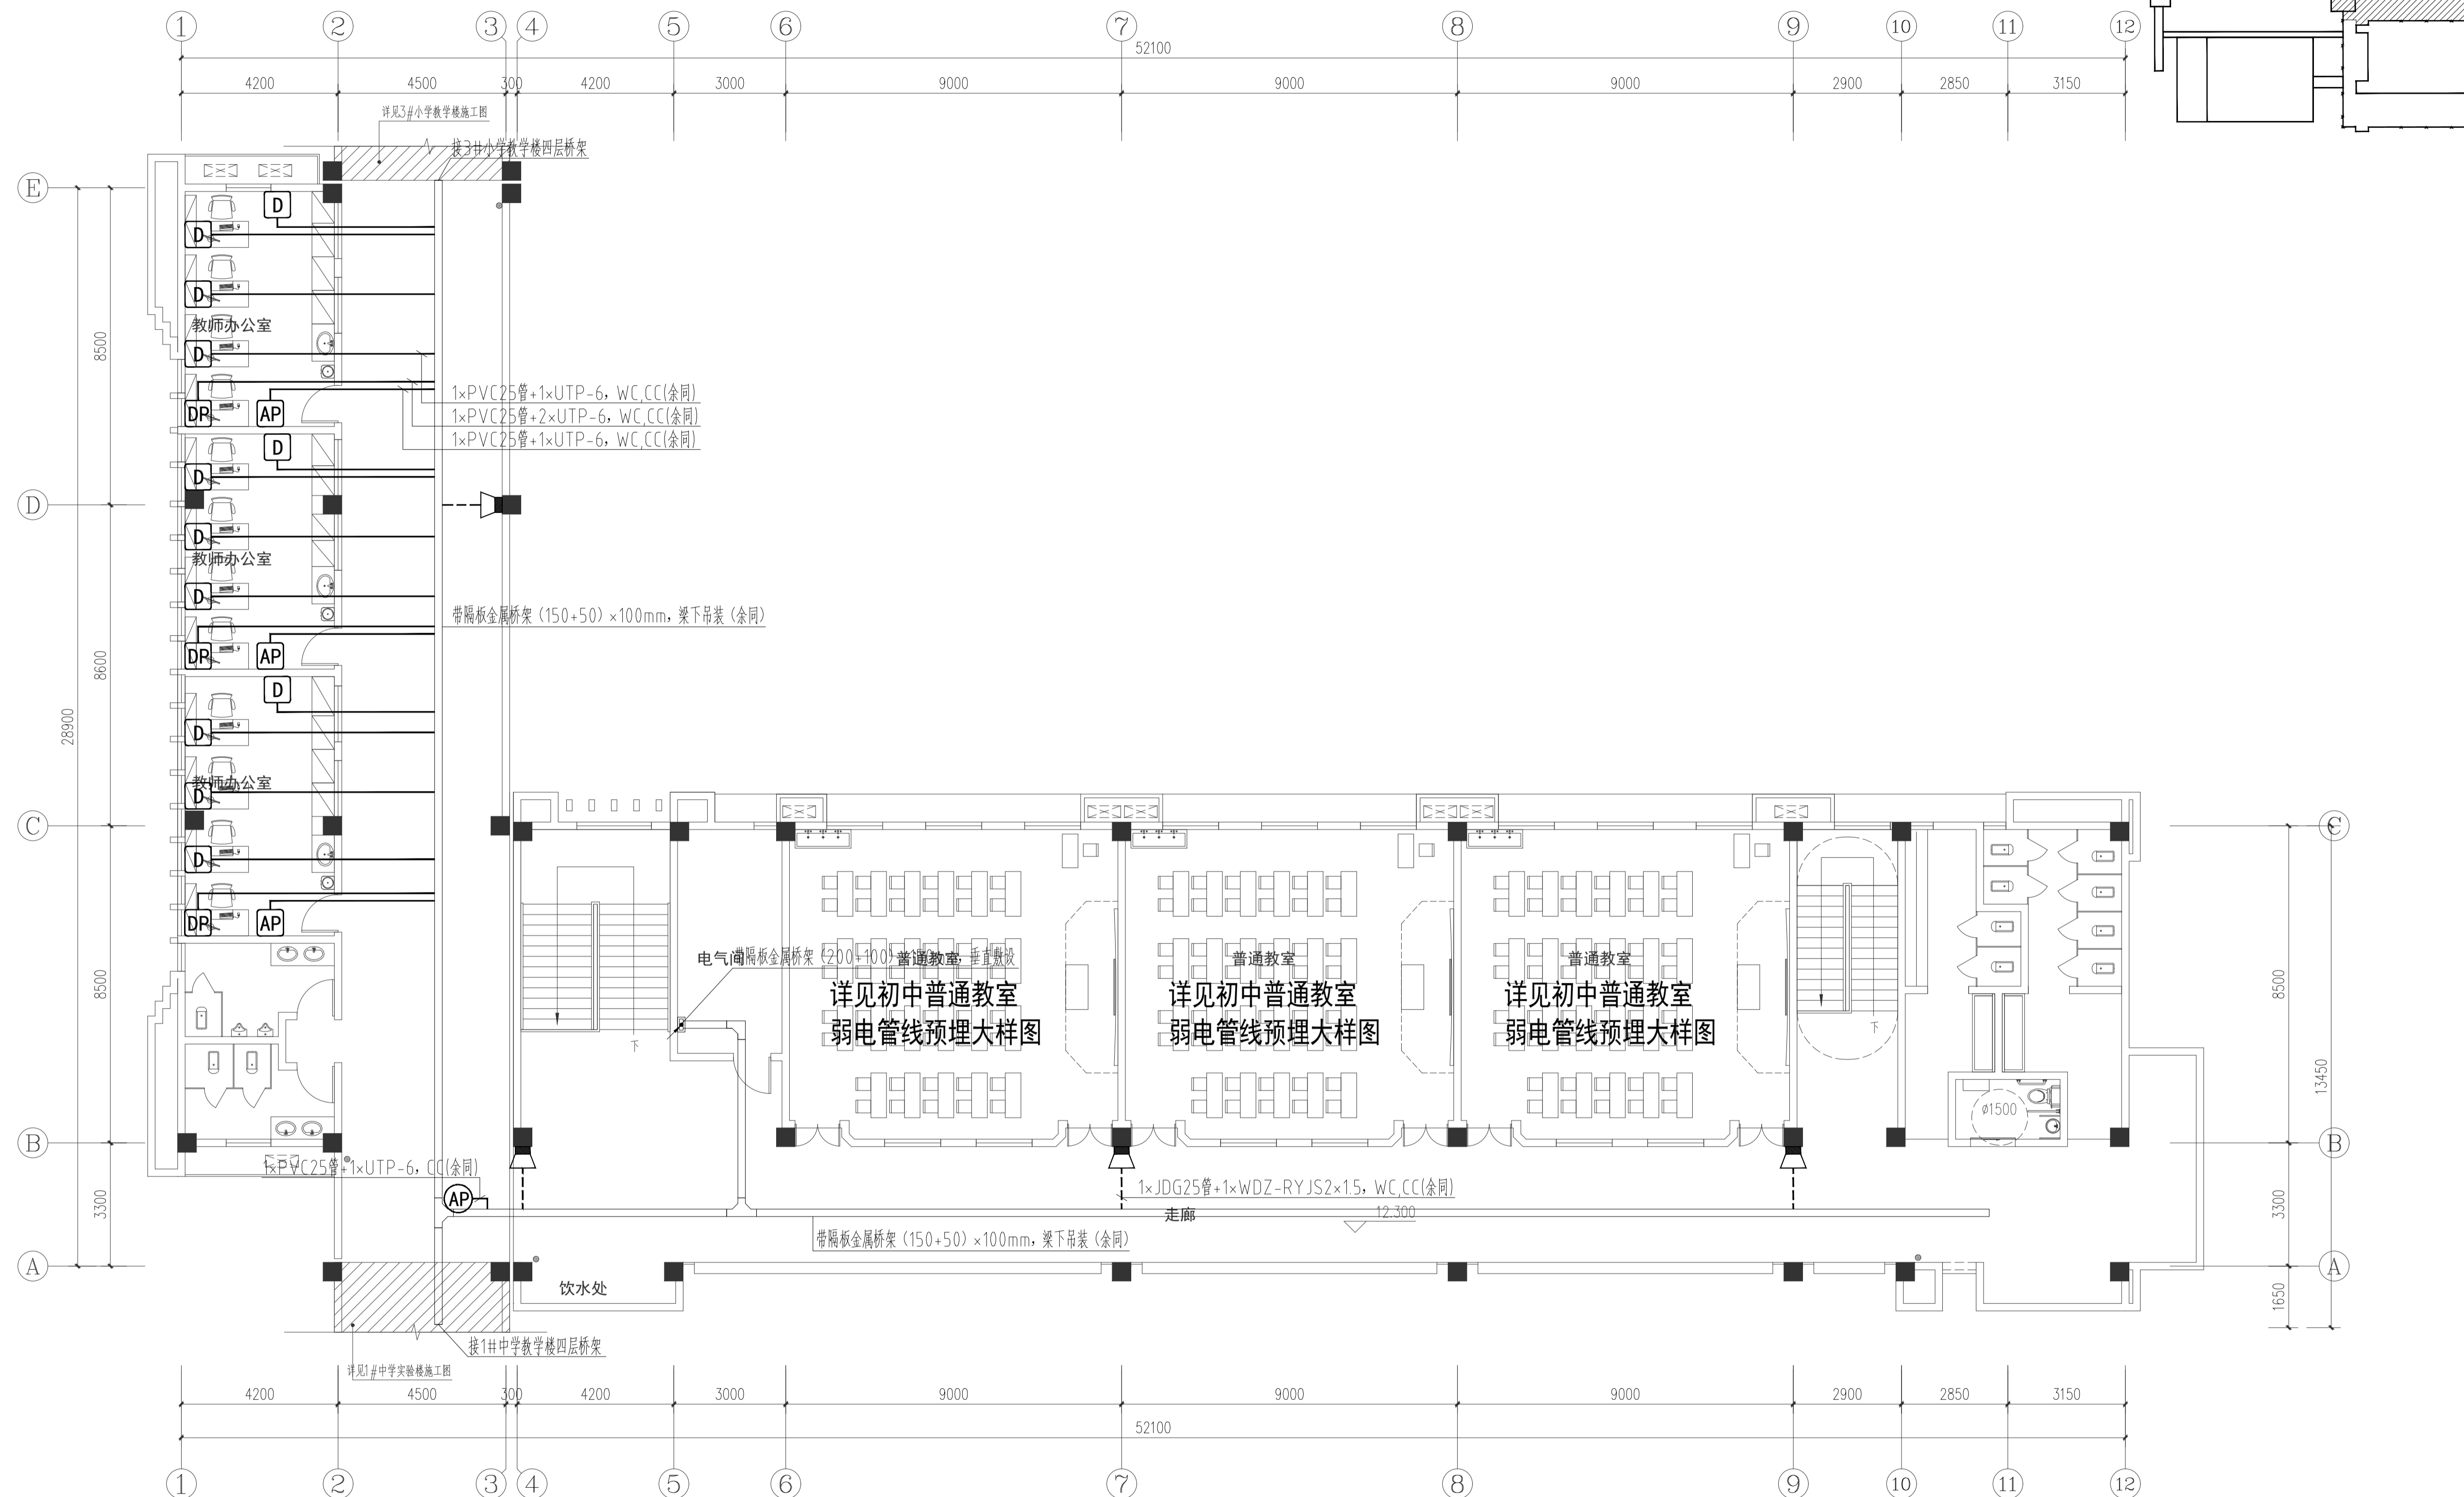 1 2 3 4 5 6 7 8 9 10 11 12
52100
4200 4500 300 4200 3000 9000 9000 9000 2900 2850 3150
详见3#小学教学楼施工图
接3#小学教学楼四层桥架
E
D
D
D
教师办公室
D
8500
1×PVC25管+1×UTP-6，WC,CC(余同)
1×PVC25管+2×UTP-6，WC,CC(余同)
1×PVC25管+1×UTP-6，WC,CC(余同)
DP AP
D
D
D
D
教师办公室
D
带隔板金属桥架（150+50）×100mm，梁下吊装（余同）
DP AP
8600
D
28900
D
教师办公室
D
C
C
D
DP AP
电气间
带隔板金属桥架（200+100）
垂直敷设
普通教室 普通教室 普通教室
8500
8500
详见初中普通教室 详见初中普通教室 详见初中普通教室
弱电管线预埋大样图 弱电管线预埋大样图 弱电管线预埋大样图
下 下
13450
ø1500
B
B
1×PVC25管+1×UTP-6，CC(余同)
AP
1×JDG25管+1×WDZ-RYJS2×1.5，WC,CC(余同)
3300
3300
走廊
12.300
带隔板金属桥架（150+50）×100mm，梁下吊装（余同）
A
A
饮水处
1650
接1#中学教学楼四层桥架
详见1#中学实验楼施工图
4200 4500 300 4200 3000 9000 9000 9000 2900 2850 3150
52100
1 2 3 4 5 6 7 8 9 10 11 12